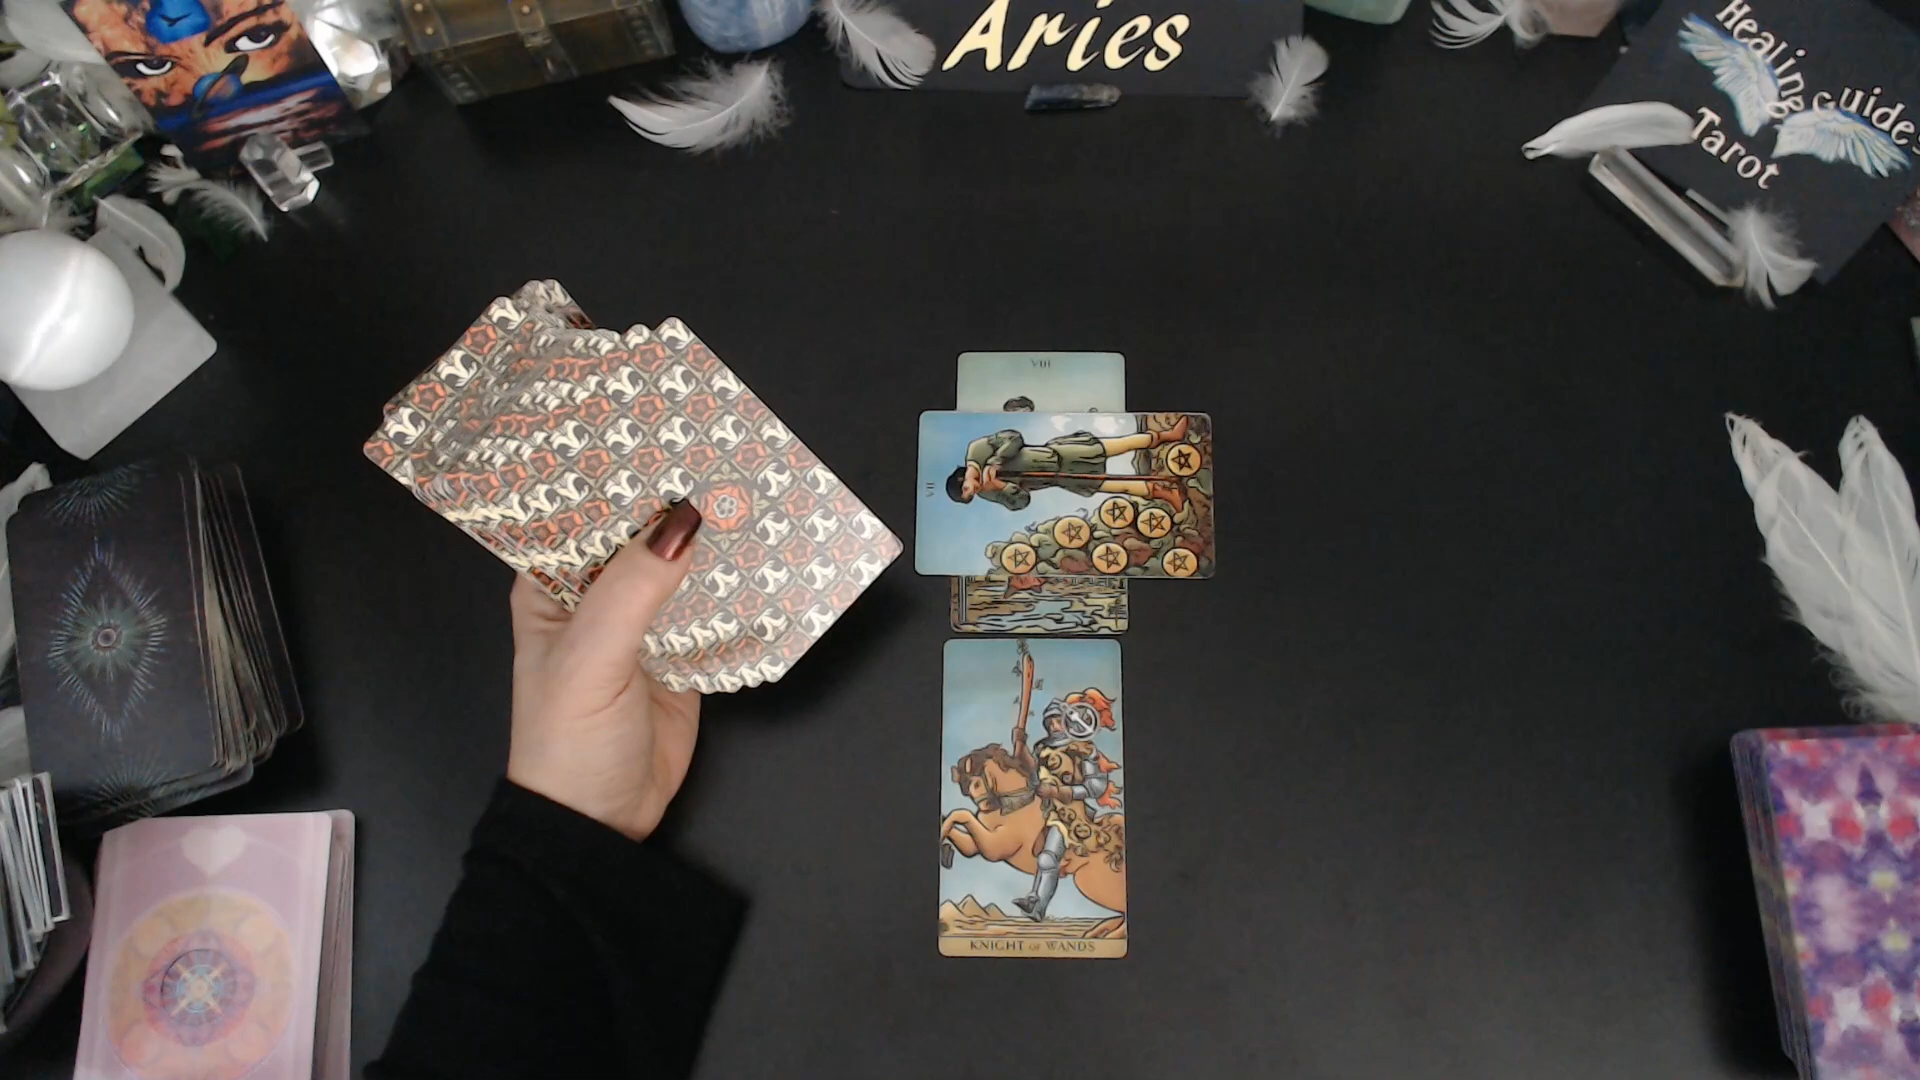 Aries
Healing
Guides
Tarot
VIII
VII
KNIGHT OF WANDS